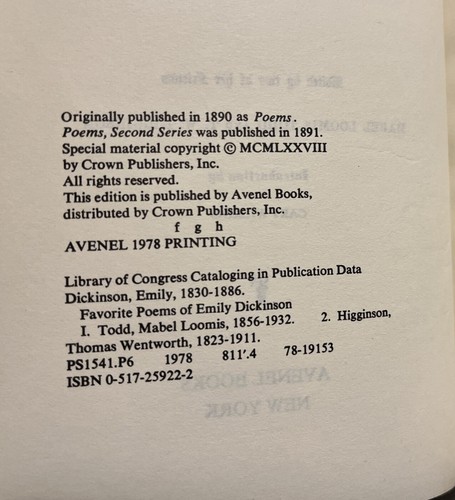 Originally published in 1890 as Poems.
Poems, Second Series was published in 1891.
Special material copyright © MCMLXXVIII
by Crown Publishers, Inc.
All rights reserved.
This edition is published by Avenel Books,
distributed by Crown Publishers, Inc.
f g h
AVENEL 1978 PRINTING
Library of Congress Cataloging in Publication Data
Dickinson, Emily, 1830-1886.
Favorite Poems of Emily Dickinson
I. Todd, Mabel Loomis, 1856-1932. 2. Higginson,
Thomas Wentworth, 1823-1911.
PS1541.P6 1978 811'.4 78-19153
ISBN 0-517-25922-2
AVENEL BOOKS
NEW YORK